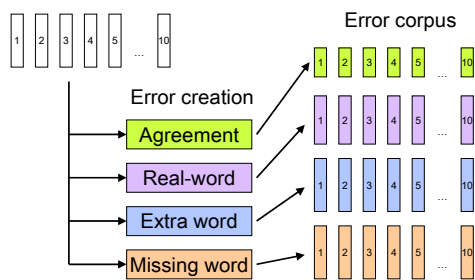 Error corpus
1 2 3 4 5 ... 10
Error creation
1 2 3 4 5 ... 10
Agreement
1 2 3 4 5 ... 10
Real-word
1 2 3 4 5 ... 10
Extra word
1 2 3 4 5 ... 10
Missing word